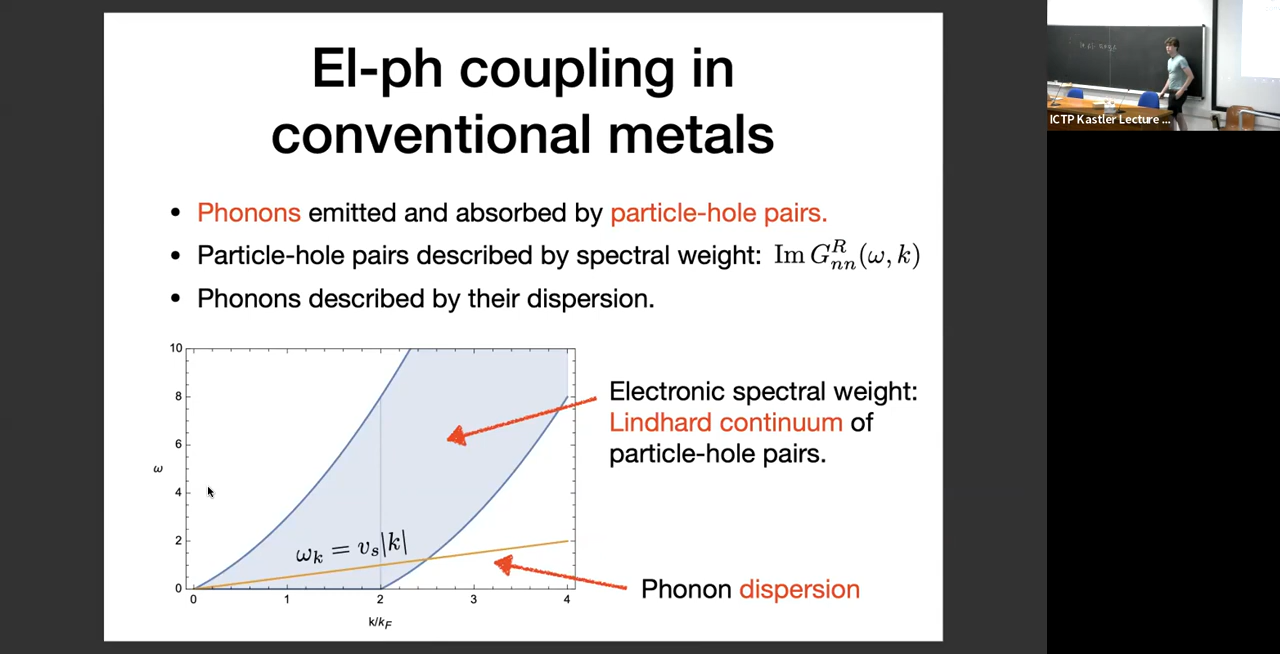 El-ph coupling in
conventional metals
• Phonons emitted and absorbed by particle-hole pairs.
• Particle-hole pairs described by spectral weight: Im G^R_{nn}(ω, k)
• Phonons described by their dispersion.
10
8
6
4
2
0
ω
0 1 2 3 4
k/k_F
ω_k = v_s|k|
Electronic spectral weight:
Lindhard continuum of
particle-hole pairs.
Phonon dispersion
ICTP Kastler Lecture ...